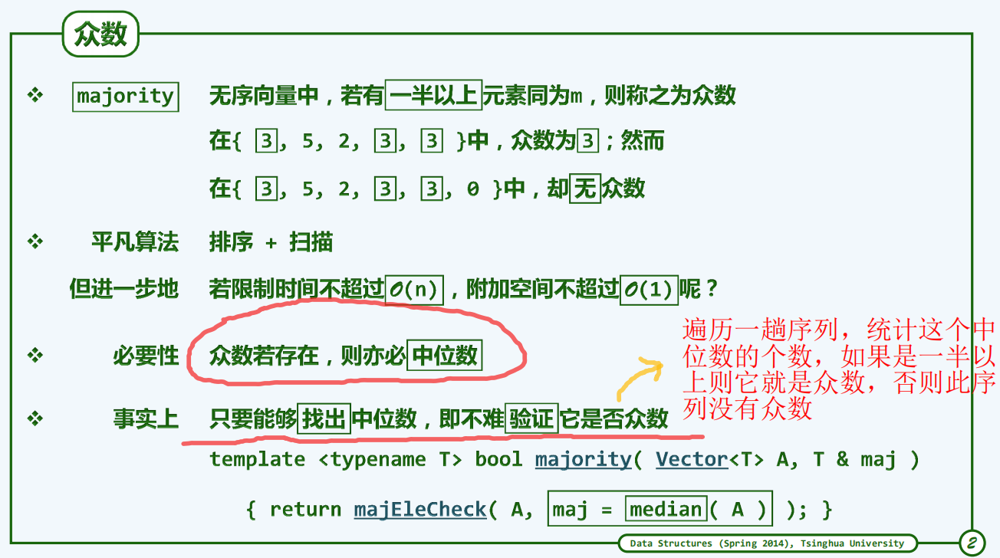 众数
majority 无序向量中，若有一半以上元素同为m，则称之为众数
在{ 3, 5, 2, 3, 3 }中，众数为3；然而
在{ 3, 5, 2, 3, 3, 0 }中，却无众数
平凡算法 排序 + 扫描
但进一步地 若限制时间不超过O(n)，附加空间不超过O(1)呢？
必要性 众数若存在，则亦必中位数
事实上 只要能够找出中位数，即不难验证它是否众数
遍历一趟序列，统计这个中
位数的个数，如果是一半以
上则它就是众数，否则此序
列没有众数
template <typename T> bool majority( Vector<T> A, T & maj )
{ return majEleCheck( A, maj = median( A ) ); }
Data Structures (Spring 2014), Tsinghua University
2